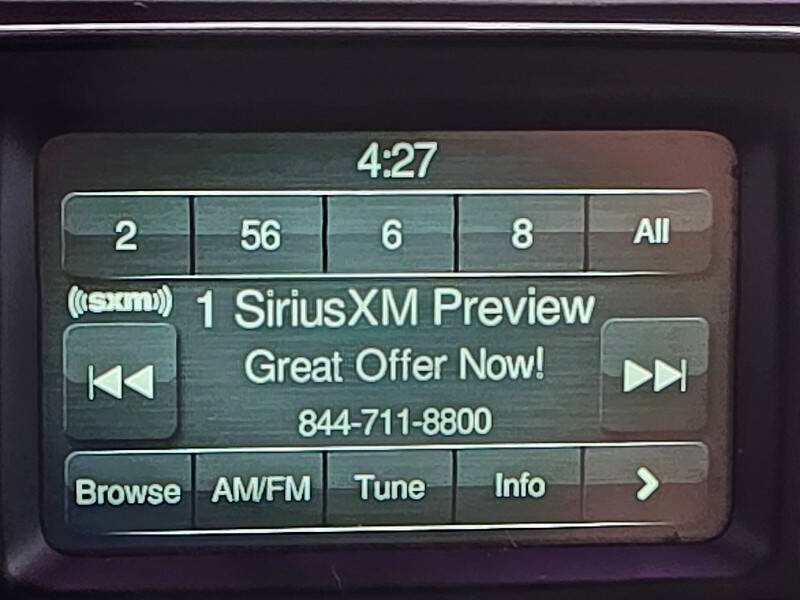 4:27
2 56 6 8 All
((sxm)) 1 SiriusXM Preview
Great Offer Now!
844-711-8800
Browse AM/FM Tune Info >